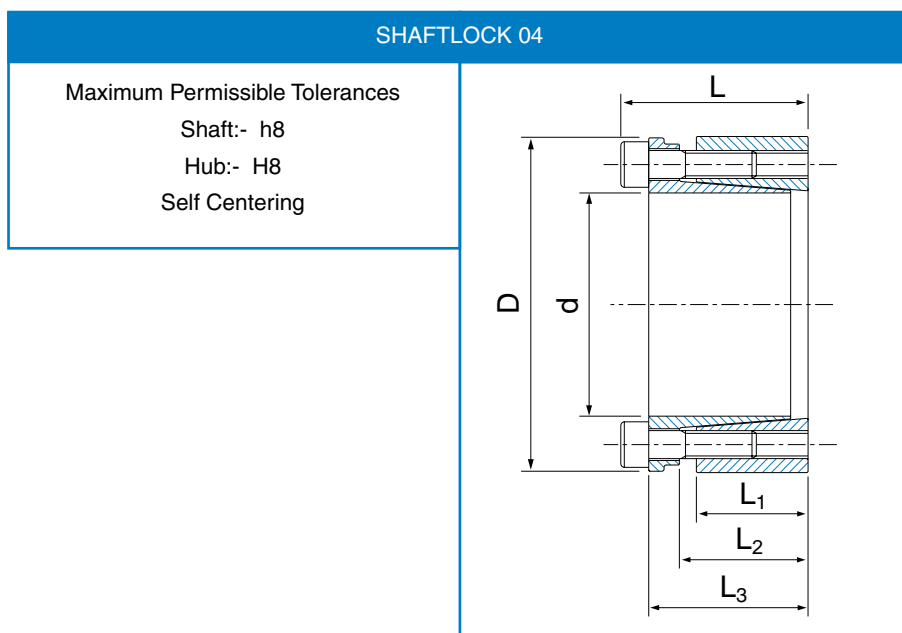 SHAFTLOCK 04
Maximum Permissible Tolerances
Shaft:- h8
Hub:- H8
Self Centering
L
D
d
L₁
L₂
L₃